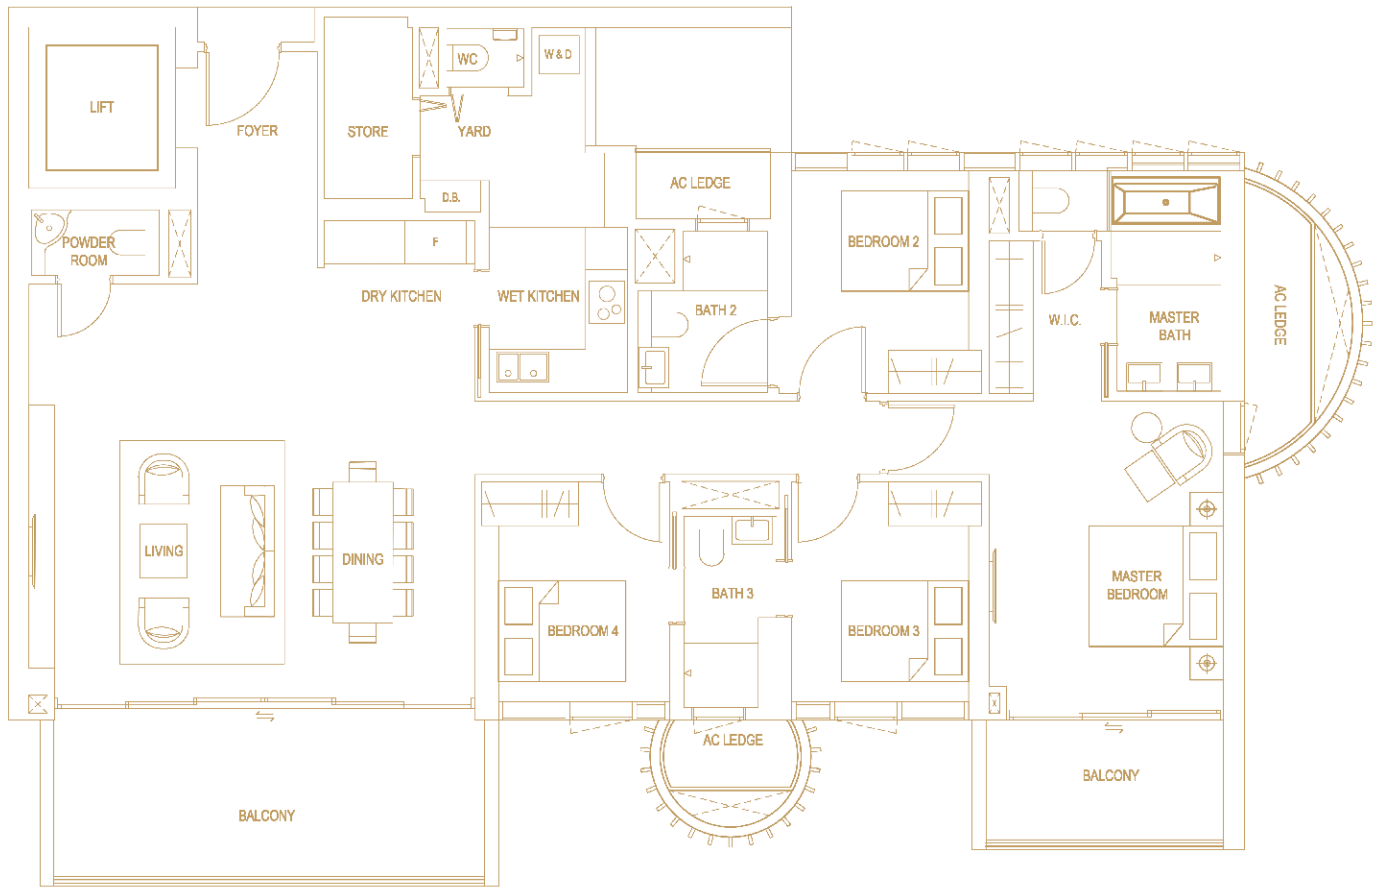 WC
W & D
LIFT
FOYER
STORE
YARD
AC LEDGE
D.B.
POWDER
ROOM
F
BEDROOM 2
DRY KITCHEN
WET KITCHEN
BATH 2
W.I.C.
MASTER
BATH
AC LEDGE
LIVING
DINING
BATH 3
MASTER
BEDROOM
BEDROOM 4
BEDROOM 3
AC LEDGE
BALCONY
BALCONY